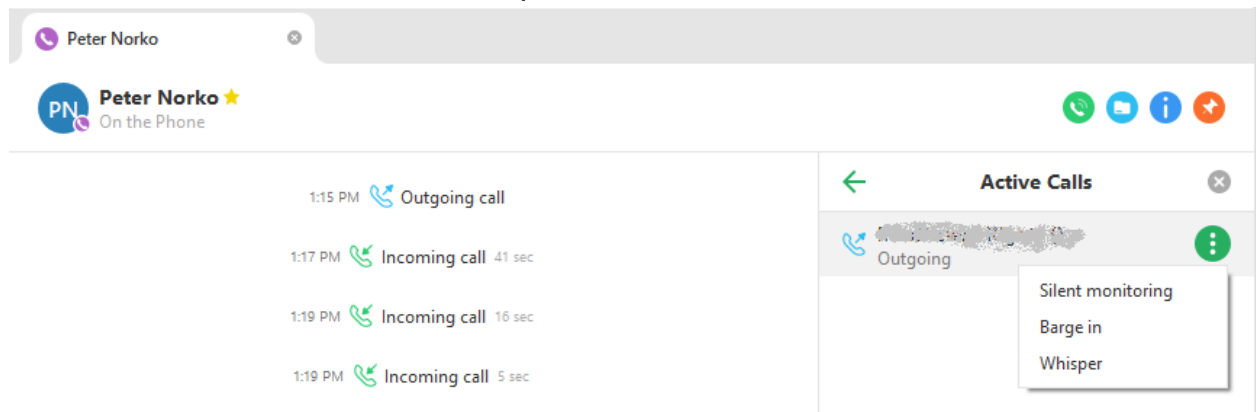 Peter Norko
PN
Peter Norko
On the Phone
1:15 PM Outgoing call
1:17 PM Incoming call 41 sec
1:19 PM Incoming call 16 sec
1:19 PM Incoming call 5 sec
Active Calls
Outgoing
Silent monitoring
Barge in
Whisper